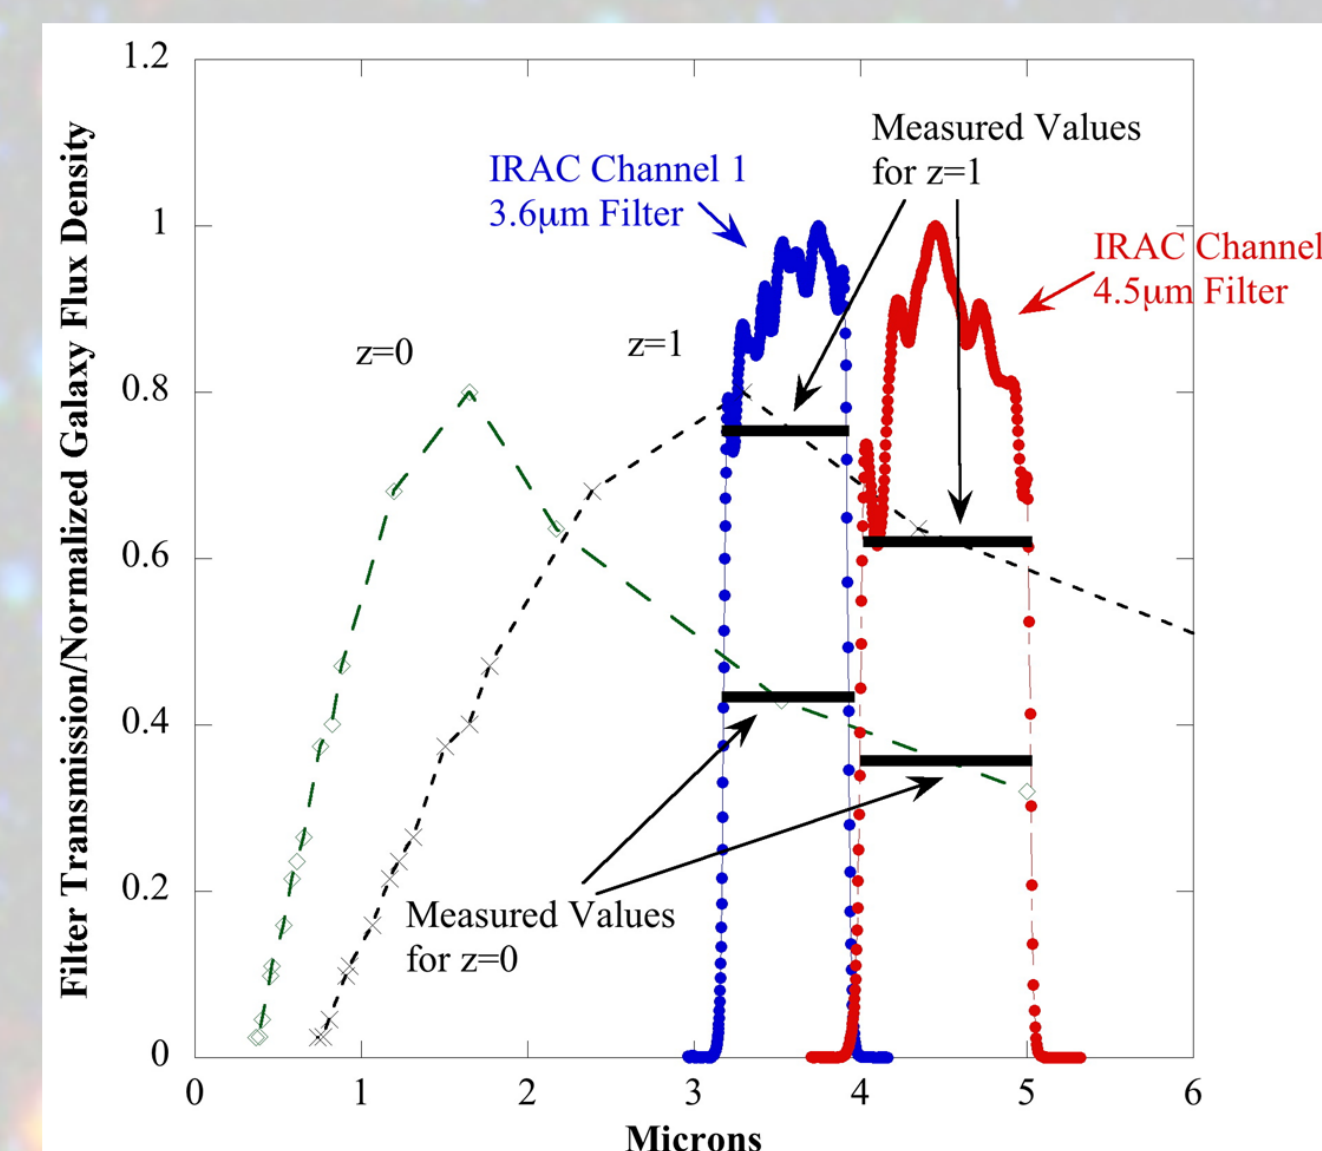 1.2
1
0.8
0.6
0.4
0.2
0
Filter Transmission/Normalized Galaxy Flux Density
Measured Values
for z=1
IRAC Channel 1
3.6μm Filter
IRAC Channel
4.5μm Filter
z=0
z=1
Measured Values
for z=0
0 1 2 3 4 5 6
Microns